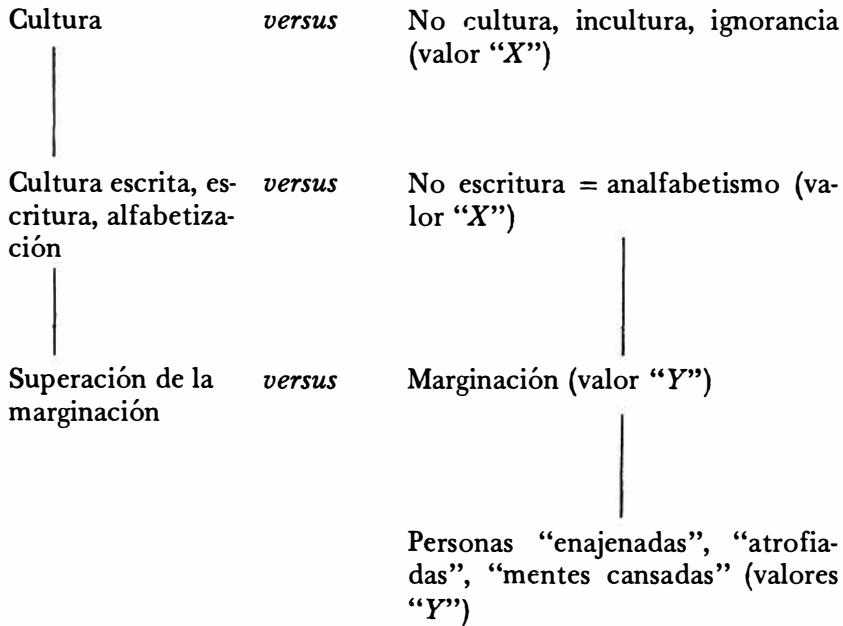 Cultura versus No cultura, incultura, ignorancia
(valor “X”)
Cultura escrita, es- versus No escritura = analfabetismo (va-
critura, alfabetiza- lor “X”)
ción
Superación de la versus Marginación (valor “Y”)
marginación
Personas “enajenadas”, “atrofia-
das”, “mentes cansadas” (valores
“Y”)